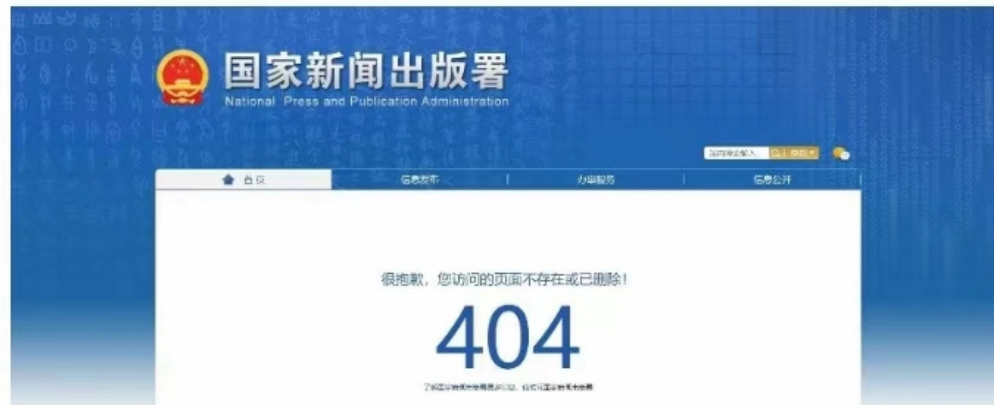 国家新闻出版署
National Press and Publication Administration
首页
信息发布
办事服务
信息公开
很抱歉，您访问的页面不存在或已删除！
404